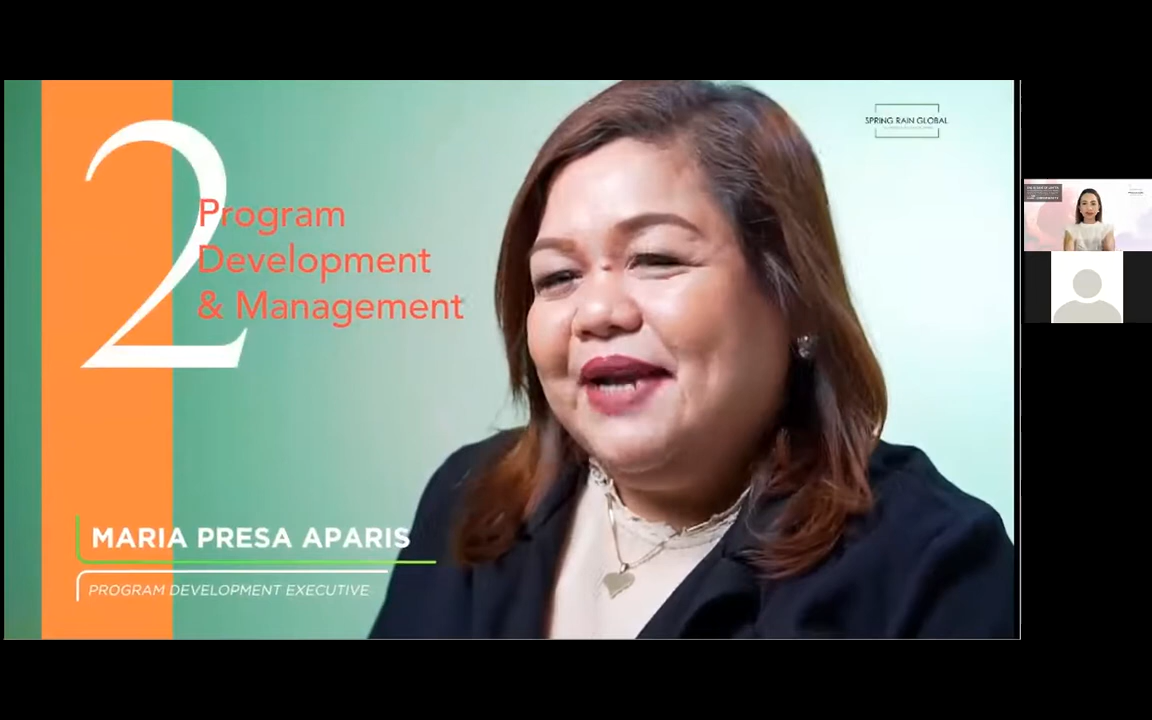 2
Program
Development
& Management
SPRING RAIN GLOBAL
MARIA PRESA APARIS
PROGRAM DEVELOPMENT EXECUTIVE